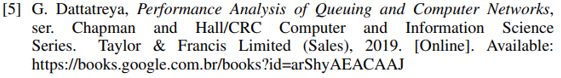 [5] G. Dattatreya, Performance Analysis of Queuing and Computer Networks,
ser. Chapman and Hall/CRC Computer and Information Science
Series. Taylor & Francis Limited (Sales), 2019. [Online]. Available:
https://books.google.com.br/books?id=arShyAEACAAJ